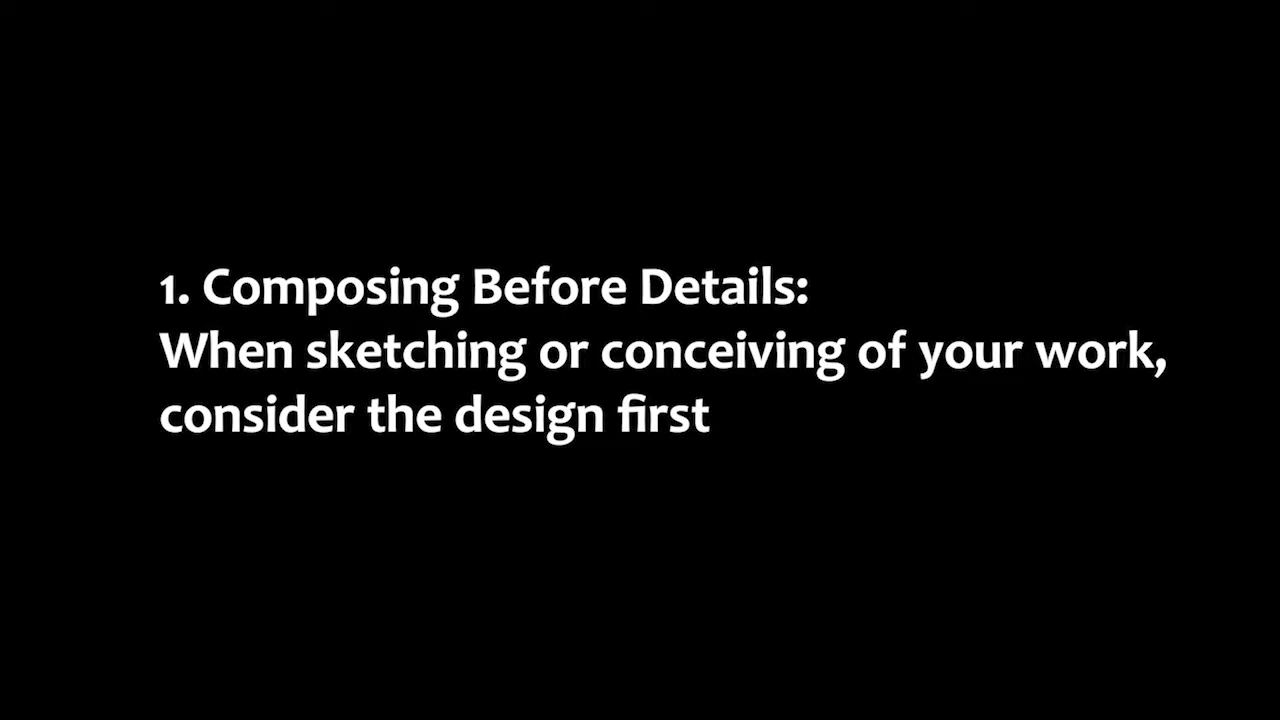 1. Composing Before Details:
When sketching or conceiving of your work,
consider the design first